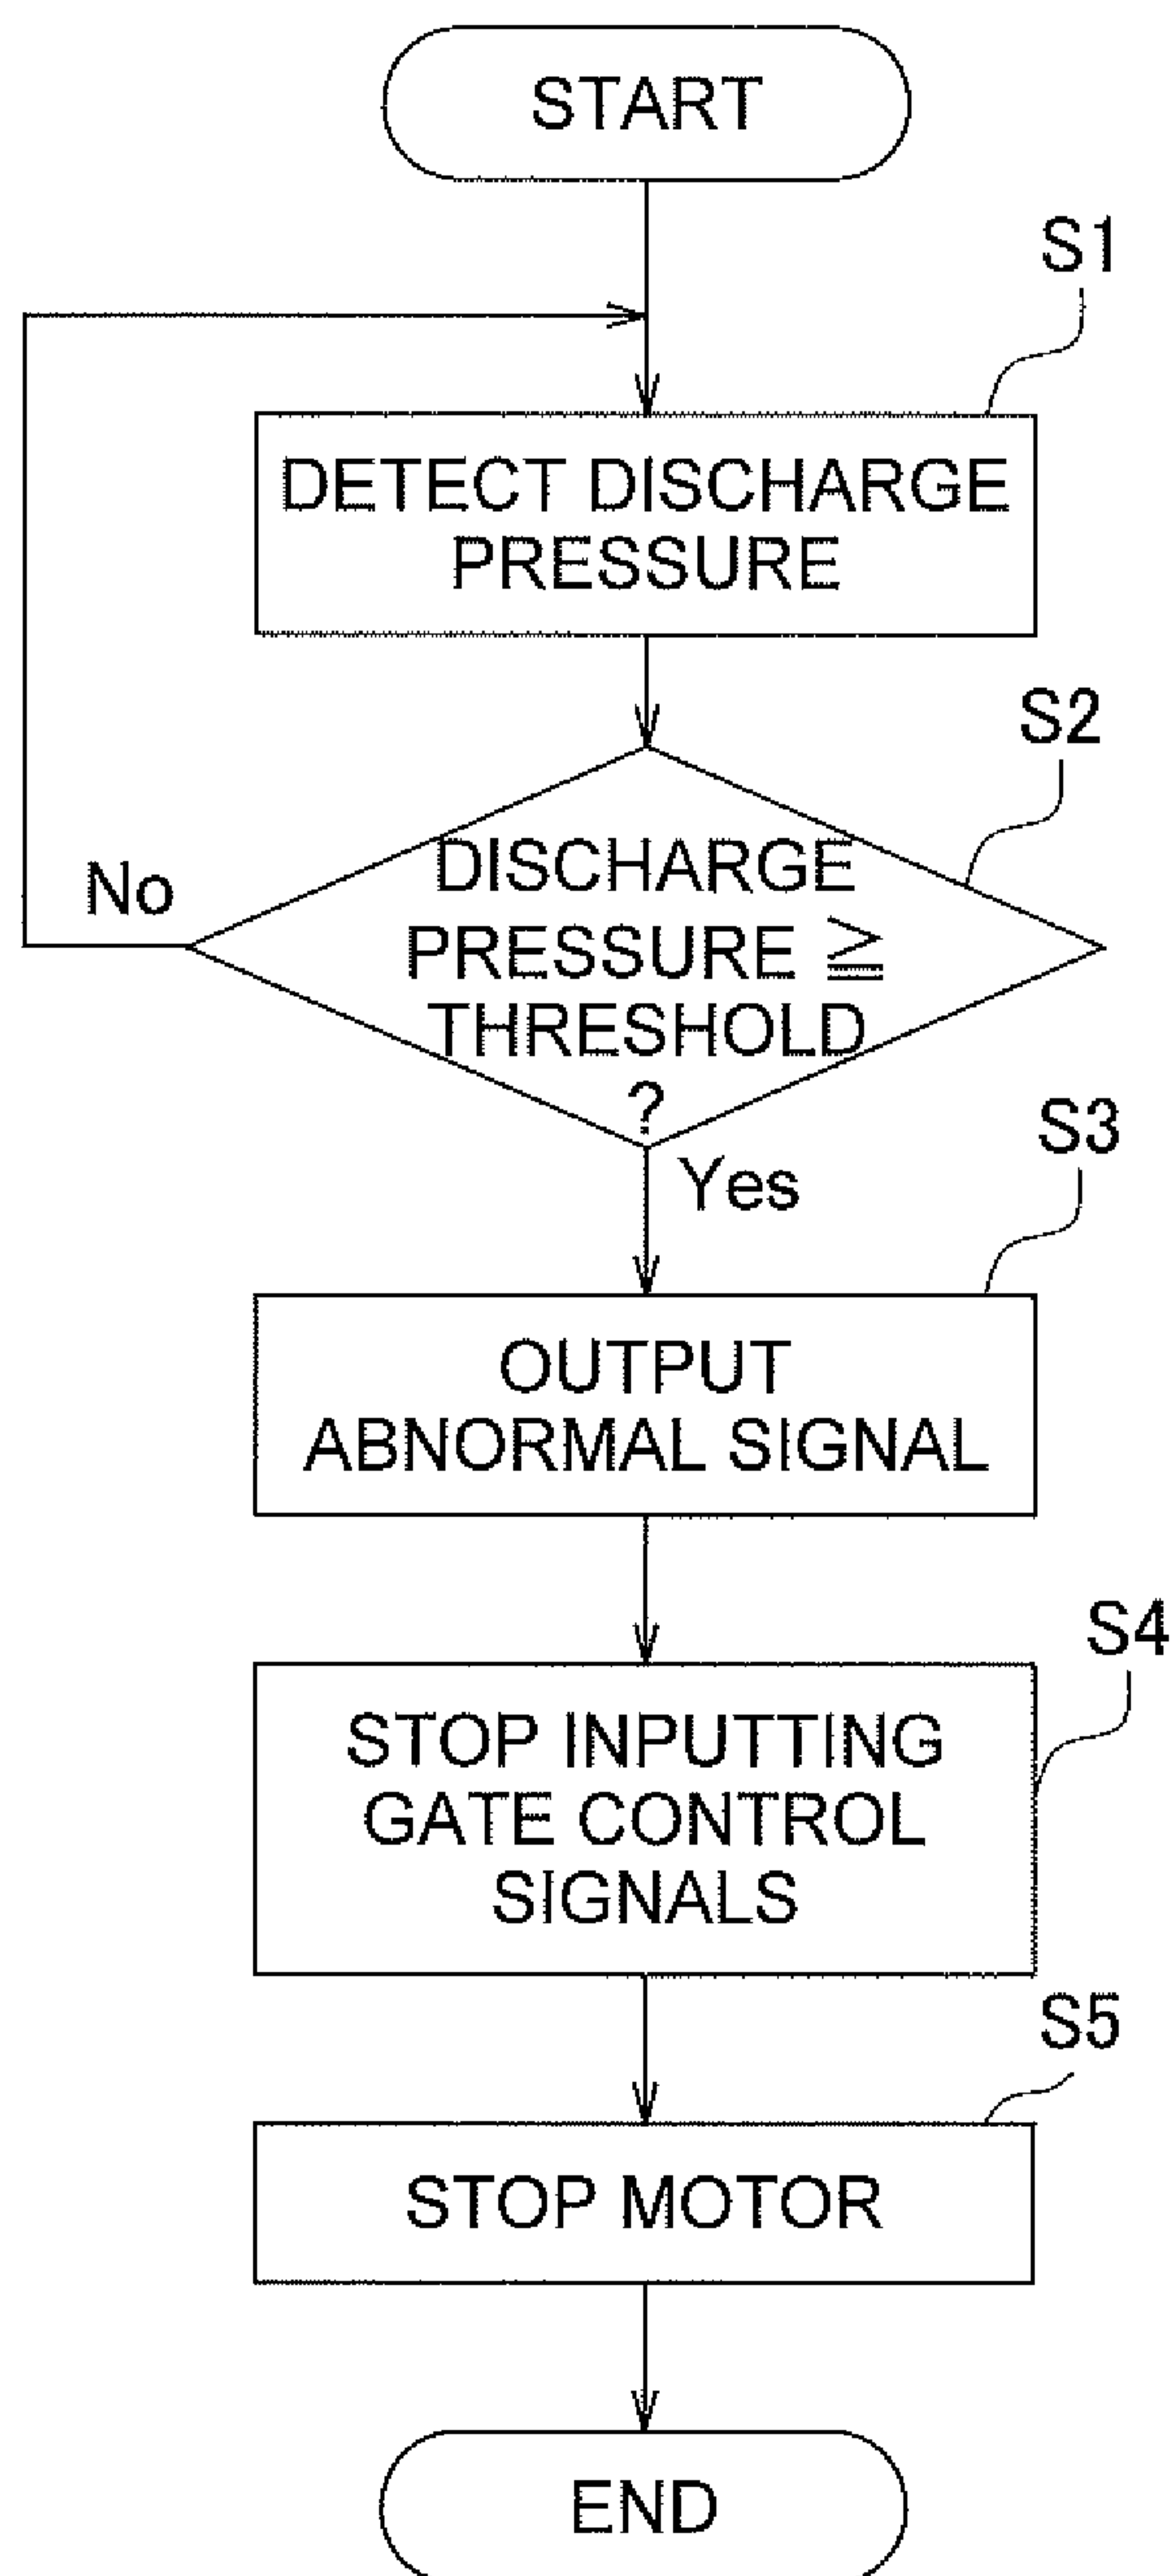 START
S1
DETECT DISCHARGE
PRESSURE
S2
No
DISCHARGE
PRESSURE ≧
THRESHOLD
?
Yes
S3
OUTPUT
ABNORMAL SIGNAL
S4
STOP INPUTTING
GATE CONTROL
SIGNALS
S5
STOP MOTOR
END